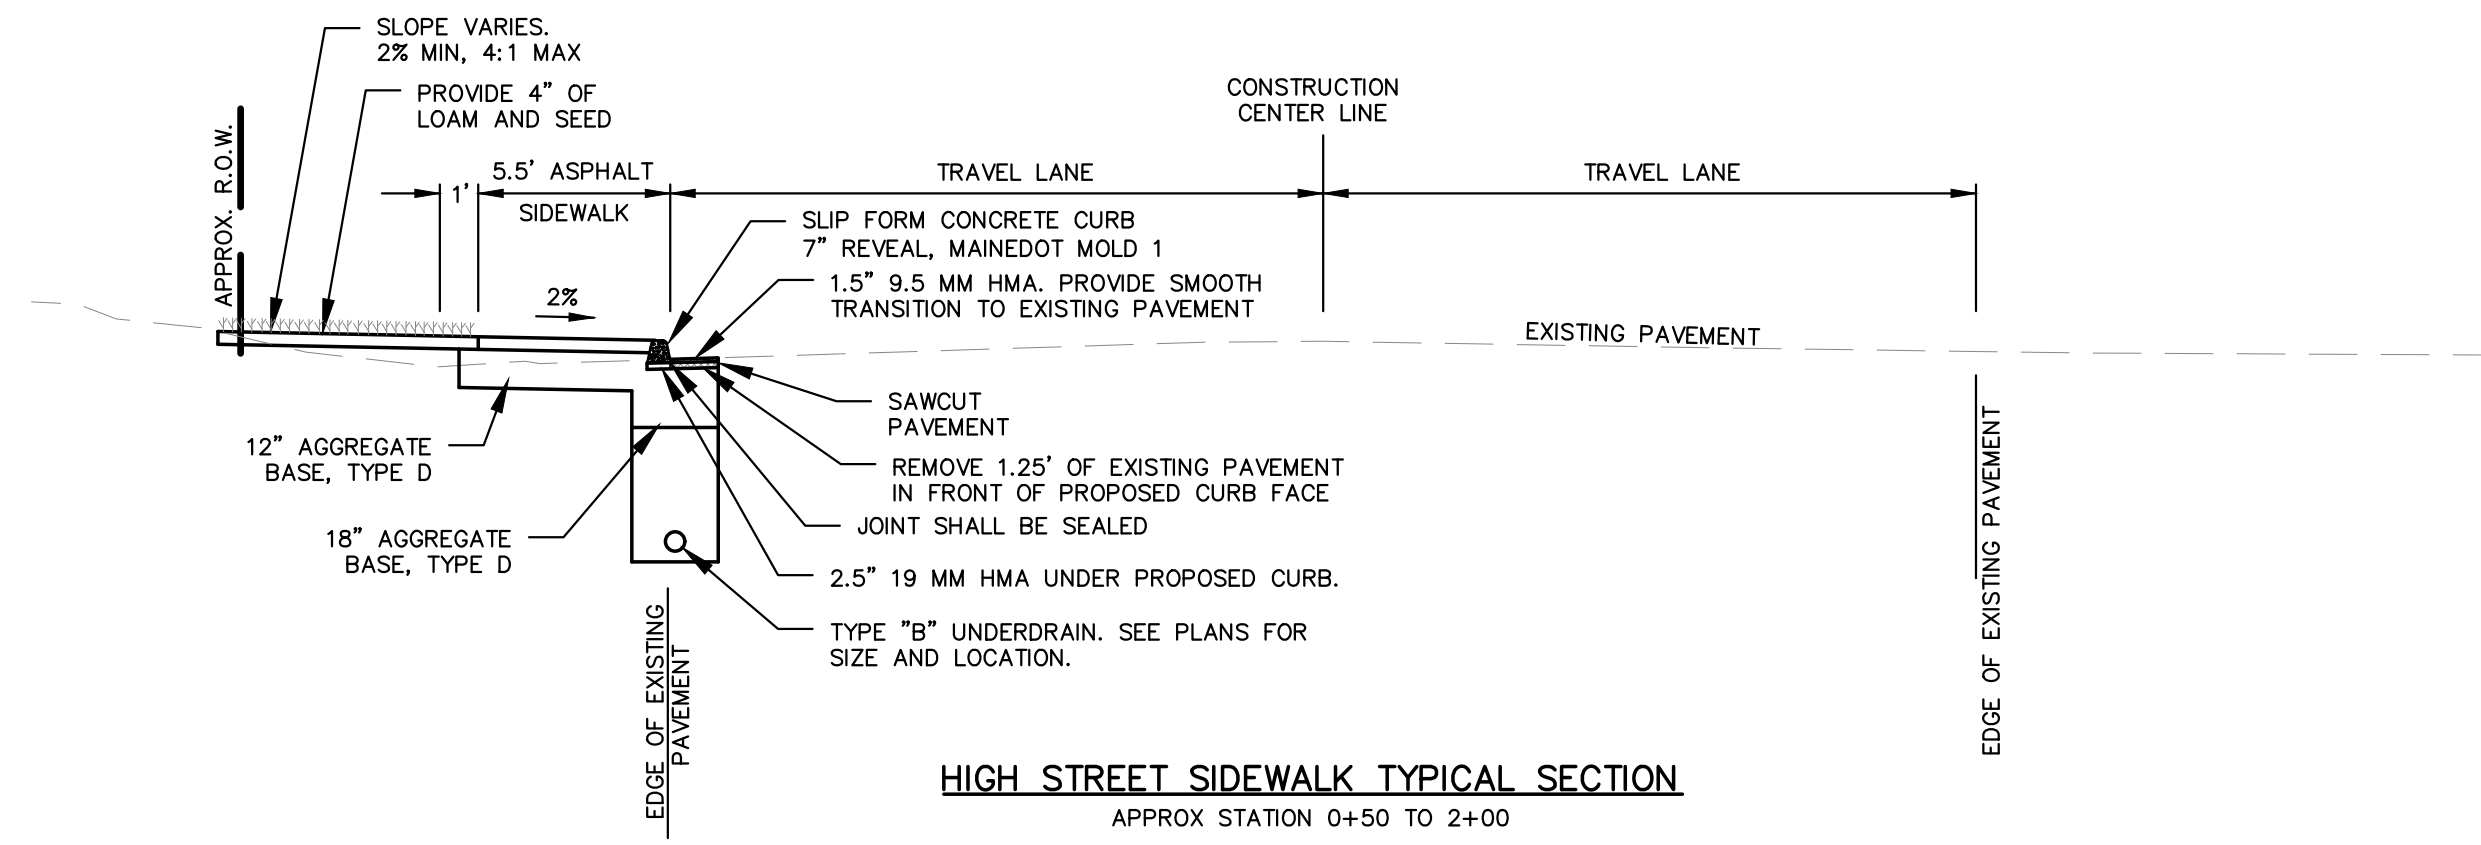 SLOPE VARIES.
2% MIN, 4:1 MAX
PROVIDE 4" OF
LOAM AND SEED
APPROX. R.O.W.
1'
5.5' ASPHALT
SIDEWALK
2%
TRAVEL LANE
CONSTRUCTION
CENTER LINE
TRAVEL LANE
SLIP FORM CONCRETE CURB
7" REVEAL, MAINEDOT MOLD 1
1.5" 9.5 MM HMA. PROVIDE SMOOTH
TRANSITION TO EXISTING PAVEMENT
EXISTING PAVEMENT
SAWCUT
PAVEMENT
REMOVE 1.25' OF EXISTING PAVEMENT
IN FRONT OF PROPOSED CURB FACE
JOINT SHALL BE SEALED
2.5" 19 MM HMA UNDER PROPOSED CURB.
TYPE "B" UNDERDRAIN. SEE PLANS FOR
SIZE AND LOCATION.
12" AGGREGATE
BASE, TYPE D
18" AGGREGATE
BASE, TYPE D
EDGE OF EXISTING
PAVEMENT
EDGE OF EXISTING PAVEMENT
HIGH STREET SIDEWALK TYPICAL SECTION
APPROX STATION 0+50 TO 2+00